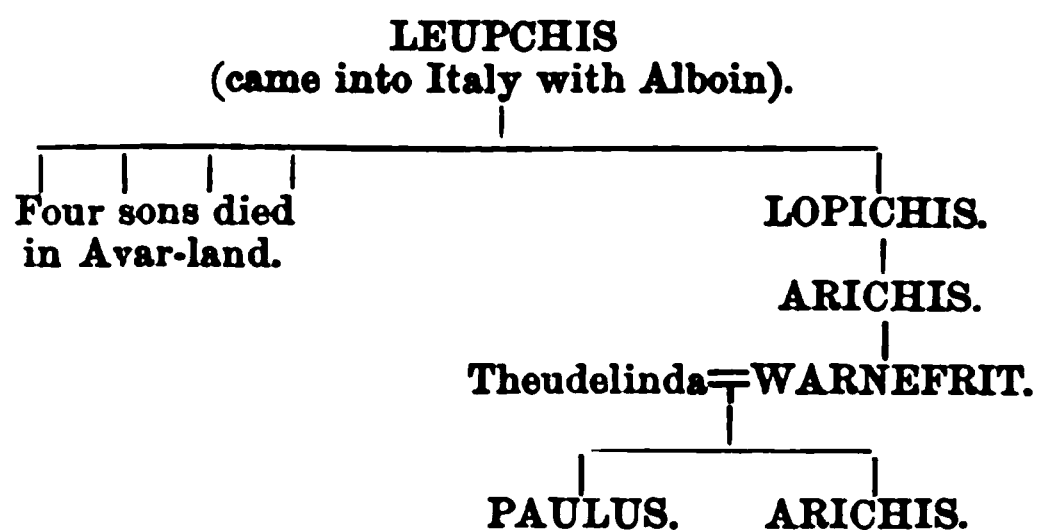 LEUPCHIS
(came into Italy with Alboin).
Four sons died
in Avar-land.
LOPICHIS.
ARICHIS.
Theudelinda=WARNEFRIT.
PAULUS. ARICHIS.